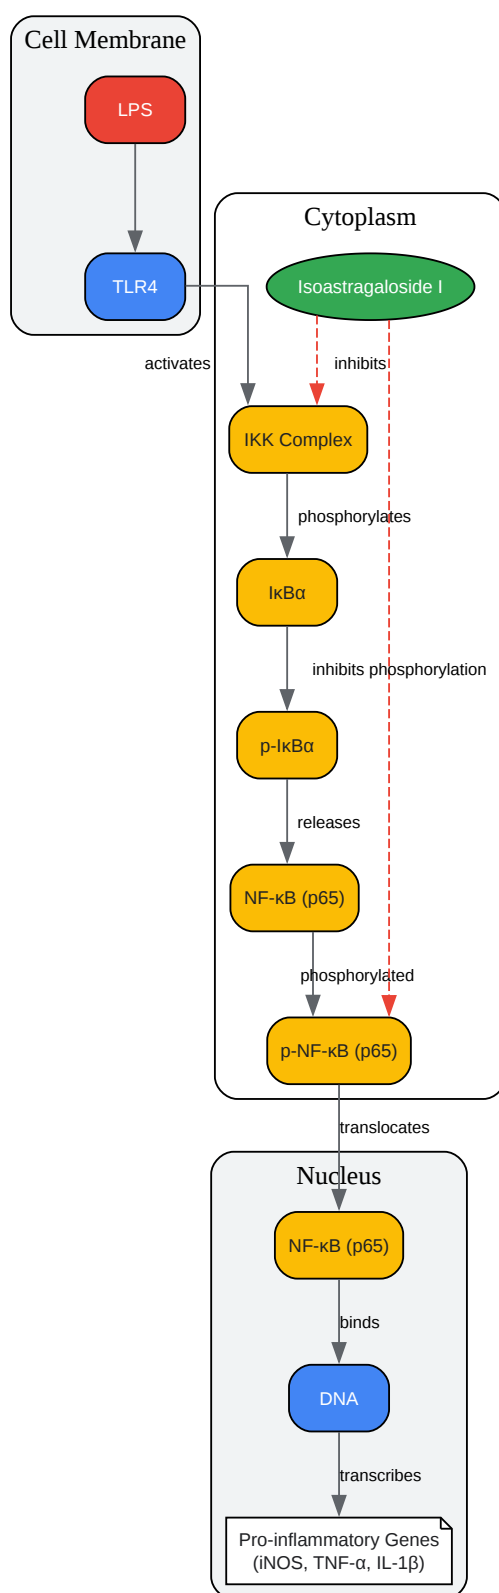 Cell Membrane
LPS
TLR4
Cytoplasm
Isoastragaloside I
activates
inhibits
IKK Complex
phosphorylates
IκBα
inhibits phosphorylation
p-IκBα
releases
NF-κB (p65)
phosphorylated
p-NF-κB (p65)
translocates
Nucleus
NF-κB (p65)
binds
DNA
transcribes
Pro-inflammatory Genes
(iNOS, TNF-α, IL-1β)